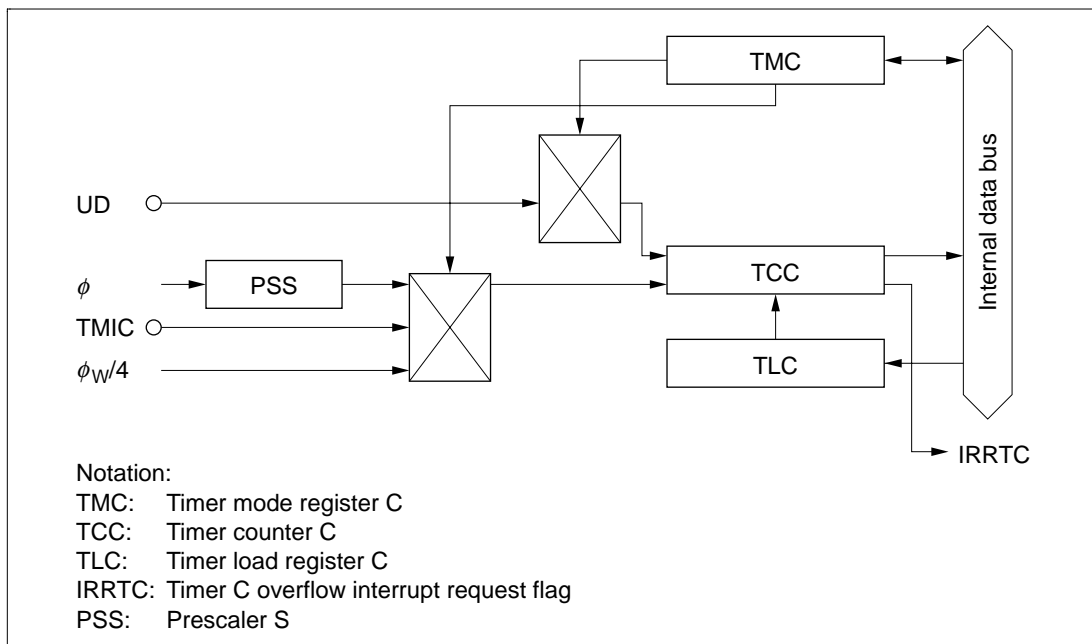 TMC
UD
TCC
Internal data bus
ϕ
PSS
TMIC
ϕW/4
TLC
IRRTC
Notation:
TMC: Timer mode register C
TCC: Timer counter C
TLC: Timer load register C
IRRTC: Timer C overflow interrupt request flag
PSS: Prescaler S